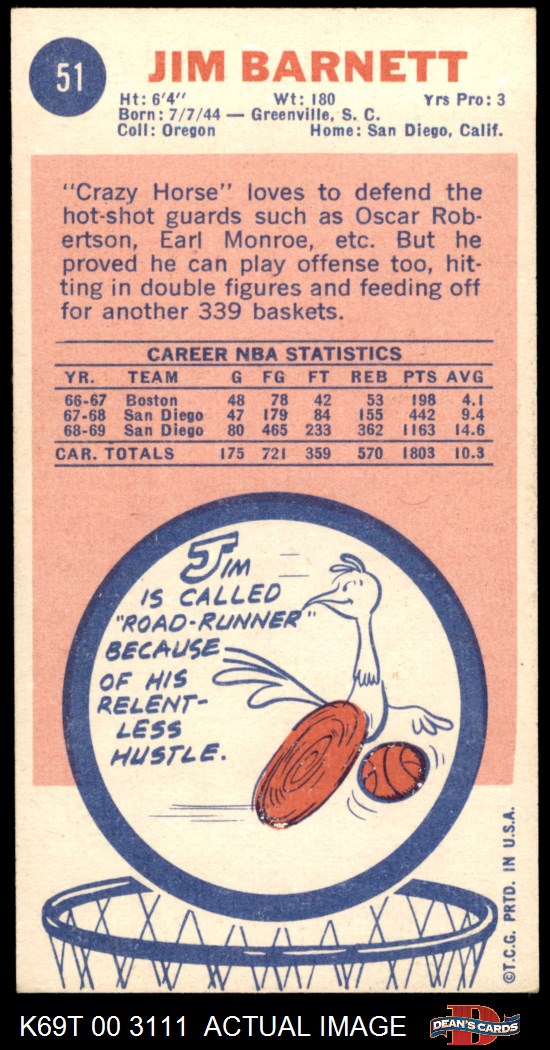 51
JIM BARNETT
Ht: 6'4" Wt: 180 Yrs Pro: 3
Born: 7/7/44 — Greenville, S. C.
Coll: Oregon Home: San Diego, Calif.
"Crazy Horse" loves to defend the
hot-shot guards such as Oscar Rob-
ertson, Earl Monroe, etc. But he
proved he can play offense too, hit-
ting in double figures and feeding off
for another 339 baskets.
CAREER NBA STATISTICS
YR. TEAM G FG FT REB PTS AVG
66-67 Boston 48 78 42 53 198 4.1
67-68 San Diego 47 179 84 155 442 9.4
68-69 San Diego 80 465 233 362 1163 14.6
CAR. TOTALS 175 721 359 570 1803 10.3
JIM
IS CALLED
"ROAD-RUNNER"
BECAUSE
OF HIS
RELENT-
LESS
HUSTLE.
©T.C.G. PRTD. IN U.S.A.
K69T 00 3111 ACTUAL IMAGE
D
DEAN'S CARDS